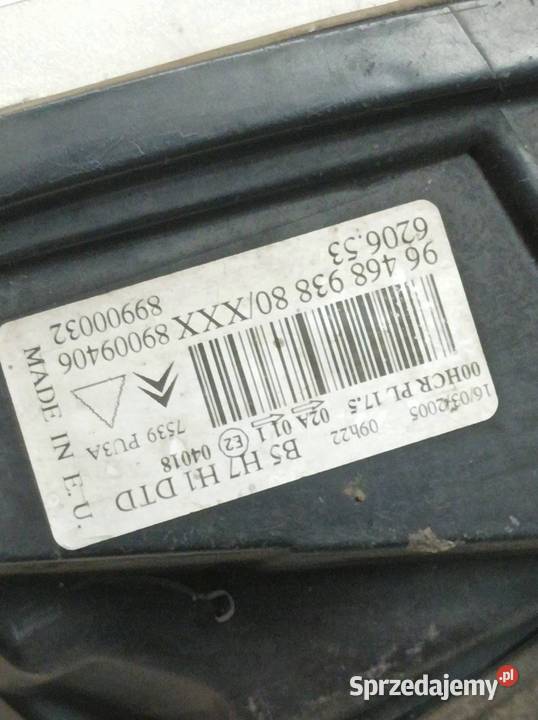 16/03/2005 09h22 B5 H7 H1 DTD
00HCR PL 17.5 02A 01.1 E2 04018
7539 PU3A
96 468 938 80/XXX 89009406
6206.53 89900032
MADE IN E.U.
Sprzedajemy.pl